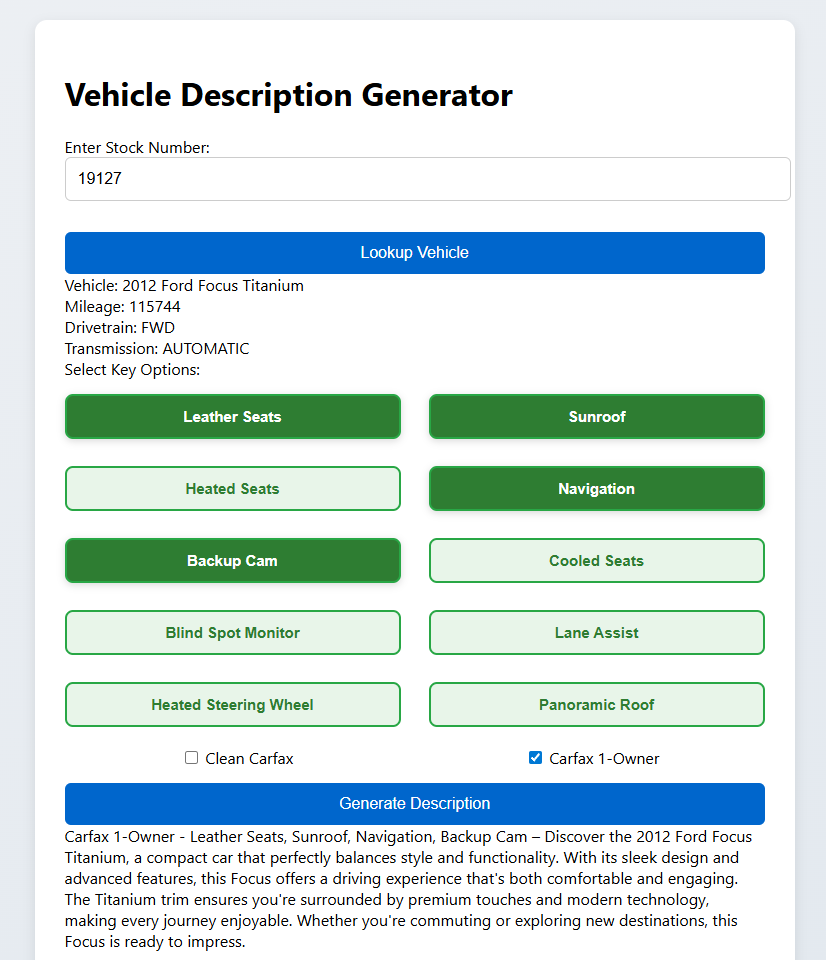 Vehicle Description Generator
Enter Stock Number:
19127
Lookup Vehicle
Vehicle: 2012 Ford Focus Titanium
Mileage: 115744
Drivetrain: FWD
Transmission: AUTOMATIC
Select Key Options:
Leather Seats
Sunroof
Heated Seats
Navigation
Backup Cam
Cooled Seats
Blind Spot Monitor
Lane Assist
Heated Steering Wheel
Panoramic Roof
Clean Carfax
Carfax 1-Owner
Generate Description
Carfax 1-Owner - Leather Seats, Sunroof, Navigation, Backup Cam – Discover the 2012 Ford Focus
Titanium, a compact car that perfectly balances style and functionality. With its sleek design and
advanced features, this Focus offers a driving experience that's both comfortable and engaging.
The Titanium trim ensures you're surrounded by premium touches and modern technology,
making every journey enjoyable. Whether you're commuting or exploring new destinations, this
Focus is ready to impress.